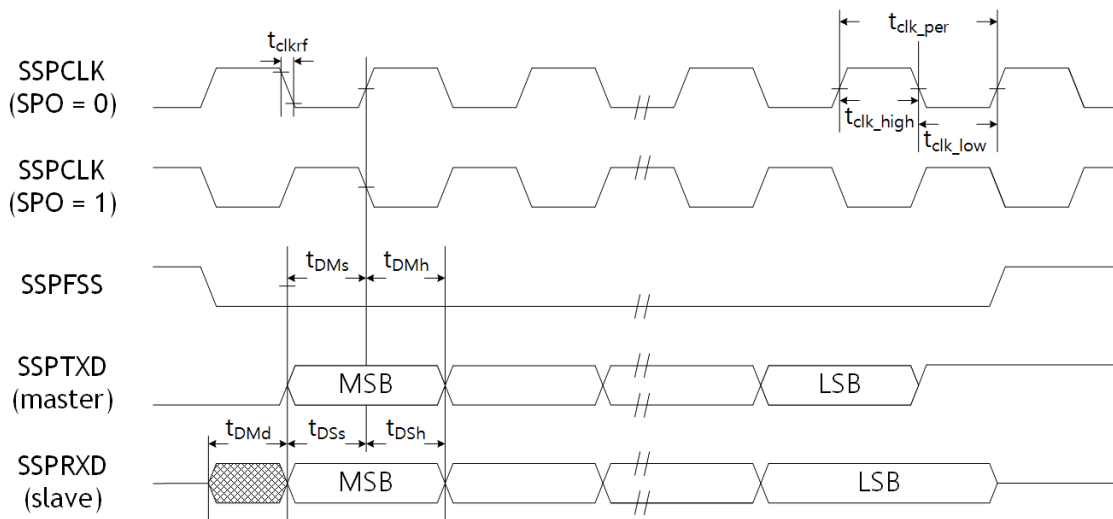 t_clk_per
t_clkrf
SSPCLK
(SPO = 0)
t_clk_high
t_clk_low
SSPCLK
(SPO = 1)
t_DMs
t_DMh
SSPFSS
SSPTXD
(master)
MSB
LSB
t_DMd
t_DSs
t_DSh
SSPRXD
(slave)
MSB
LSB